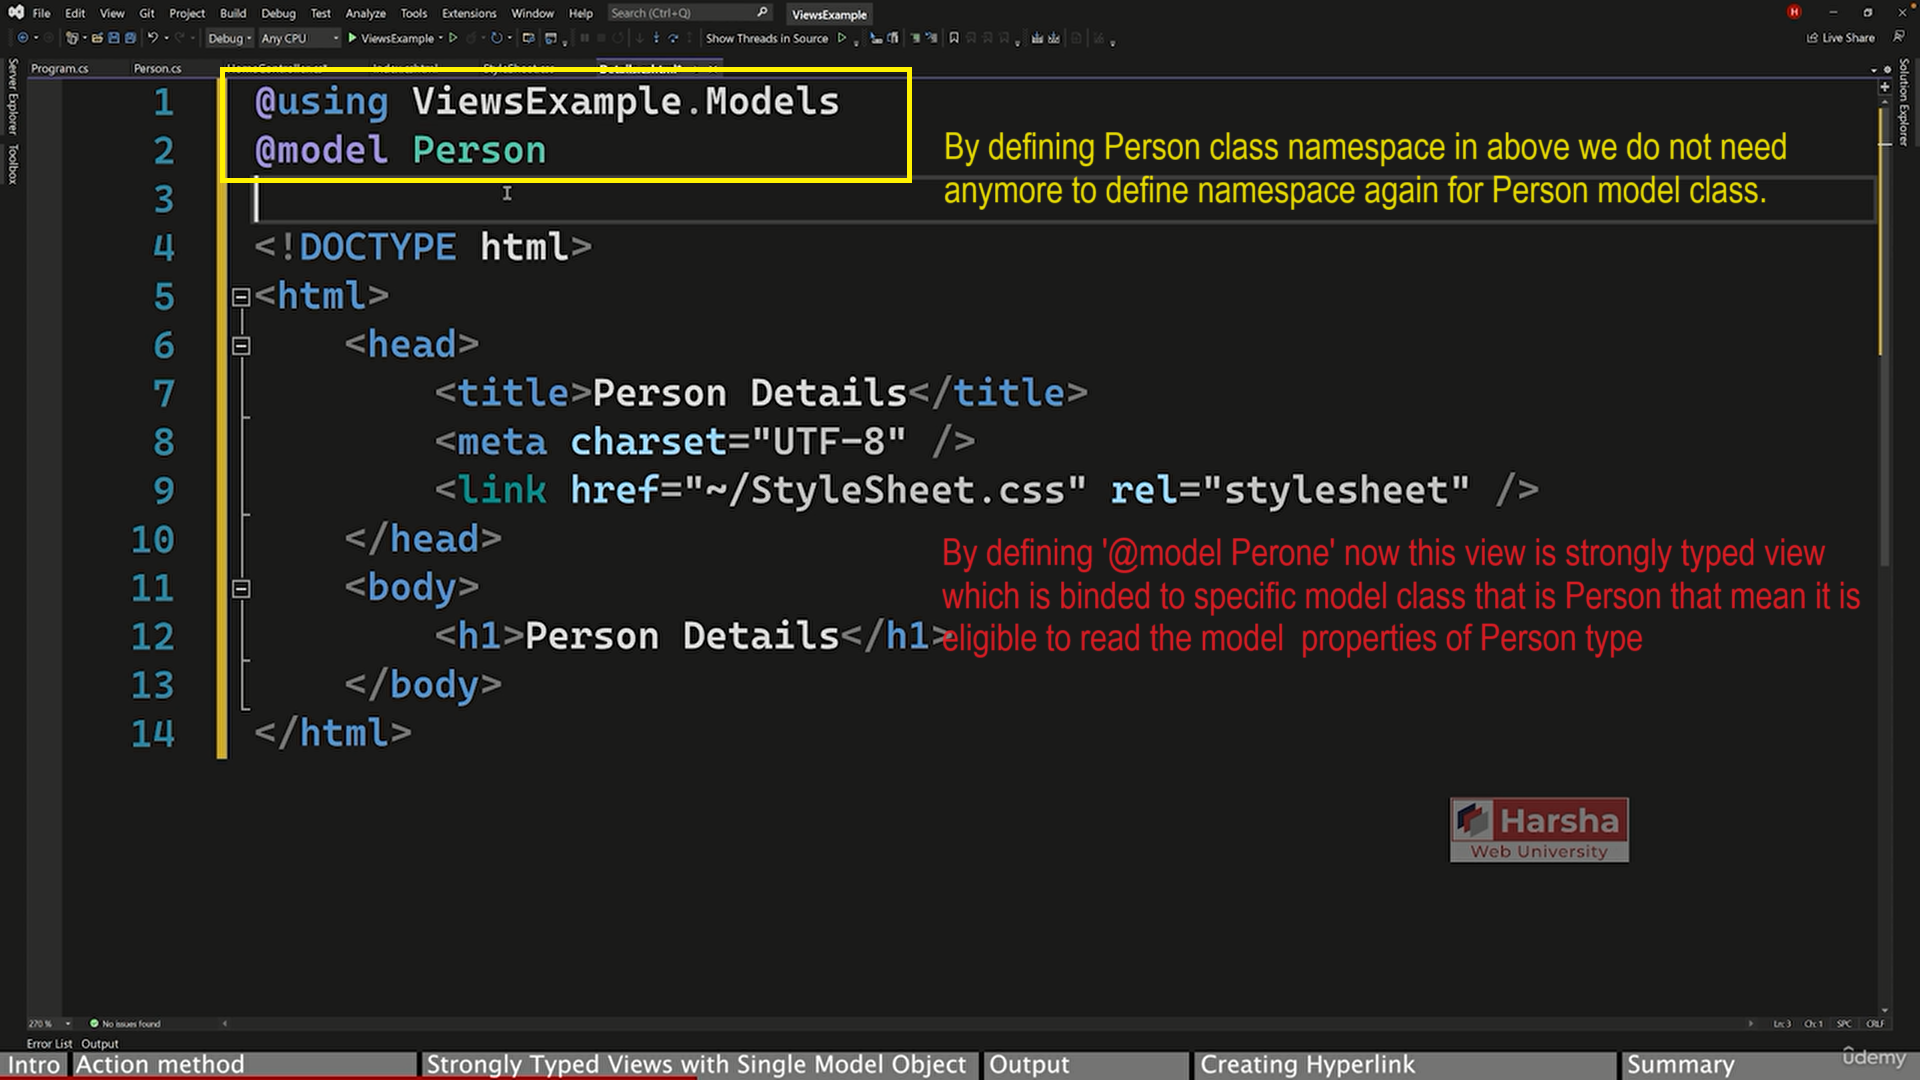 File Edit View Git Project Build Debug Test Analyze Tools Extensions Window Help Search (Ctrl+Q) ViewsExample
Debug Any CPU ViewsExample Show Threads in Source Live Share
Server Explorer
Toolbox
Solution Explorer
Program.cs Person.cs
1 @using ViewsExample.Models
2 @model Person
3
By defining Person class namespace in above we do not need
anymore to define namespace again for Person model class.
4 <!DOCTYPE html>
5 <html>
6 <head>
7 <title>Person Details</title>
8 <meta charset="UTF-8" />
9 <link href="~/StyleSheet.css" rel="stylesheet" />
10 </head>
11 <body>
12 <h1>Person Details</h1>
13 </body>
14 </html>
By defining '@model Perone' now this view is strongly typed view
which is binded to specific model class that is Person that mean it is
eligible to read the model properties of Person type
Harsha
Web University
270 % No issues found Ln: 3 Ch: 1 SPC CRLF
Error List Output
Intro Action method Strongly Typed Views with Single Model Object Output Creating Hyperlink Summary
udemy